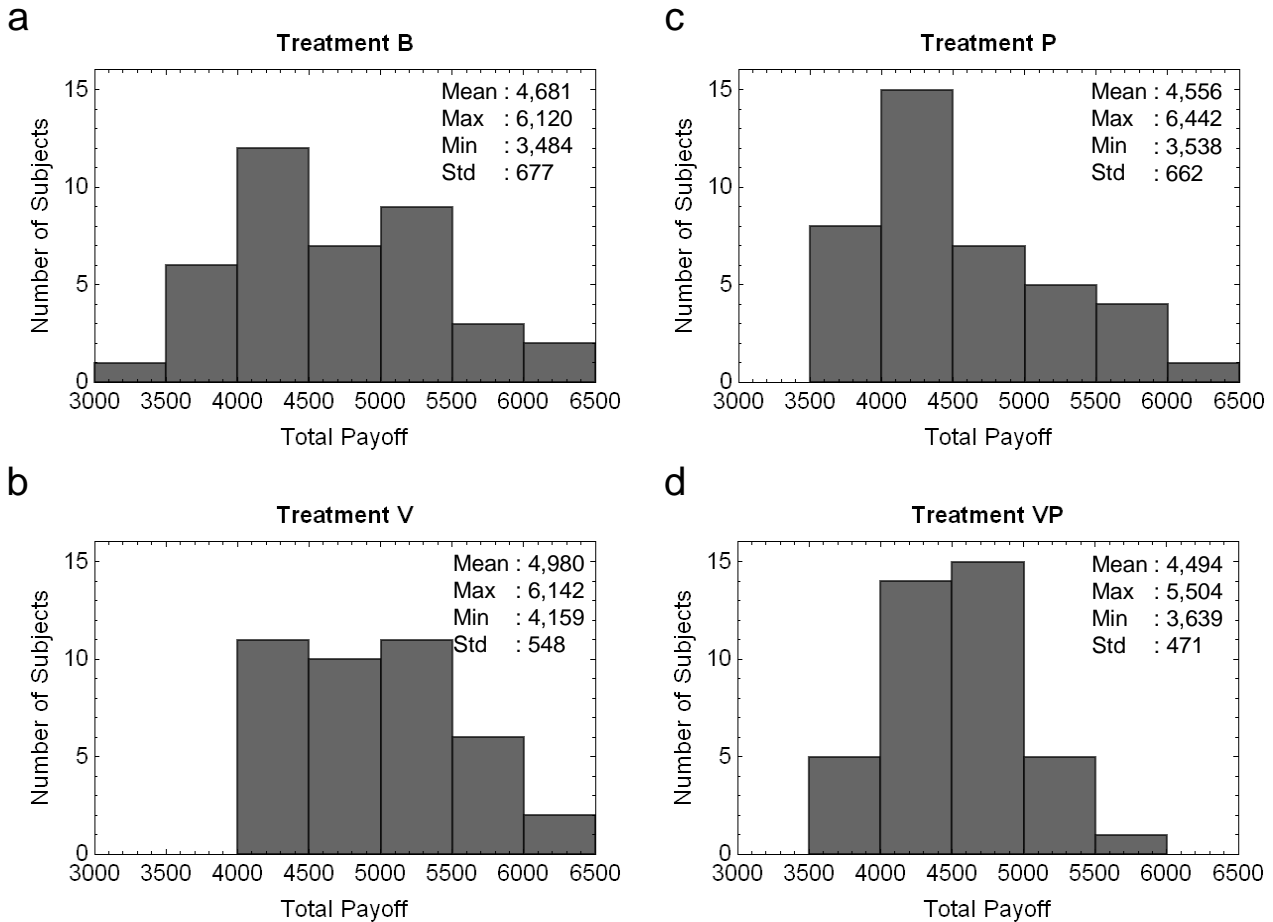 a
Treatment B
Mean : 4,681
Max : 6,120
Min : 3,484
Std : 677
15
10
5
0
Number of Subjects
3000 3500 4000 4500 5000 5500 6000 6500
Total Payoff
b
Treatment V
Mean : 4,980
Max : 6,142
Min : 4,159
Std : 548
15
10
5
0
Number of Subjects
3000 3500 4000 4500 5000 5500 6000 6500
Total Payoff
c
Treatment P
Mean : 4,556
Max : 6,442
Min : 3,538
Std : 662
15
10
5
0
Number of Subjects
3000 3500 4000 4500 5000 5500 6000 6500
Total Payoff
d
Treatment VP
Mean : 4,494
Max : 5,504
Min : 3,639
Std : 471
15
10
5
0
Number of Subjects
3000 3500 4000 4500 5000 5500 6000 6500
Total Payoff